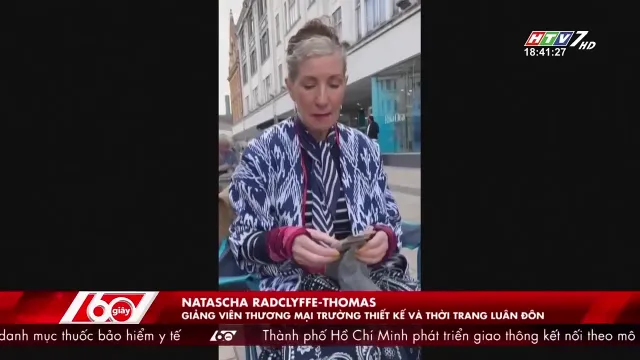 HTV7 HD
18:41:27
60 giây
NATASCHA RADCLYFFE-THOMAS
GIẢNG VIÊN THƯƠNG MẠI TRƯỜNG THIẾT KẾ VÀ THỜI TRANG LUÂN ĐÔN
danh mục thuốc bảo hiểm y tế
60 giây
Thành phố Hồ Chí Minh phát triển giao thông kết nối theo mô